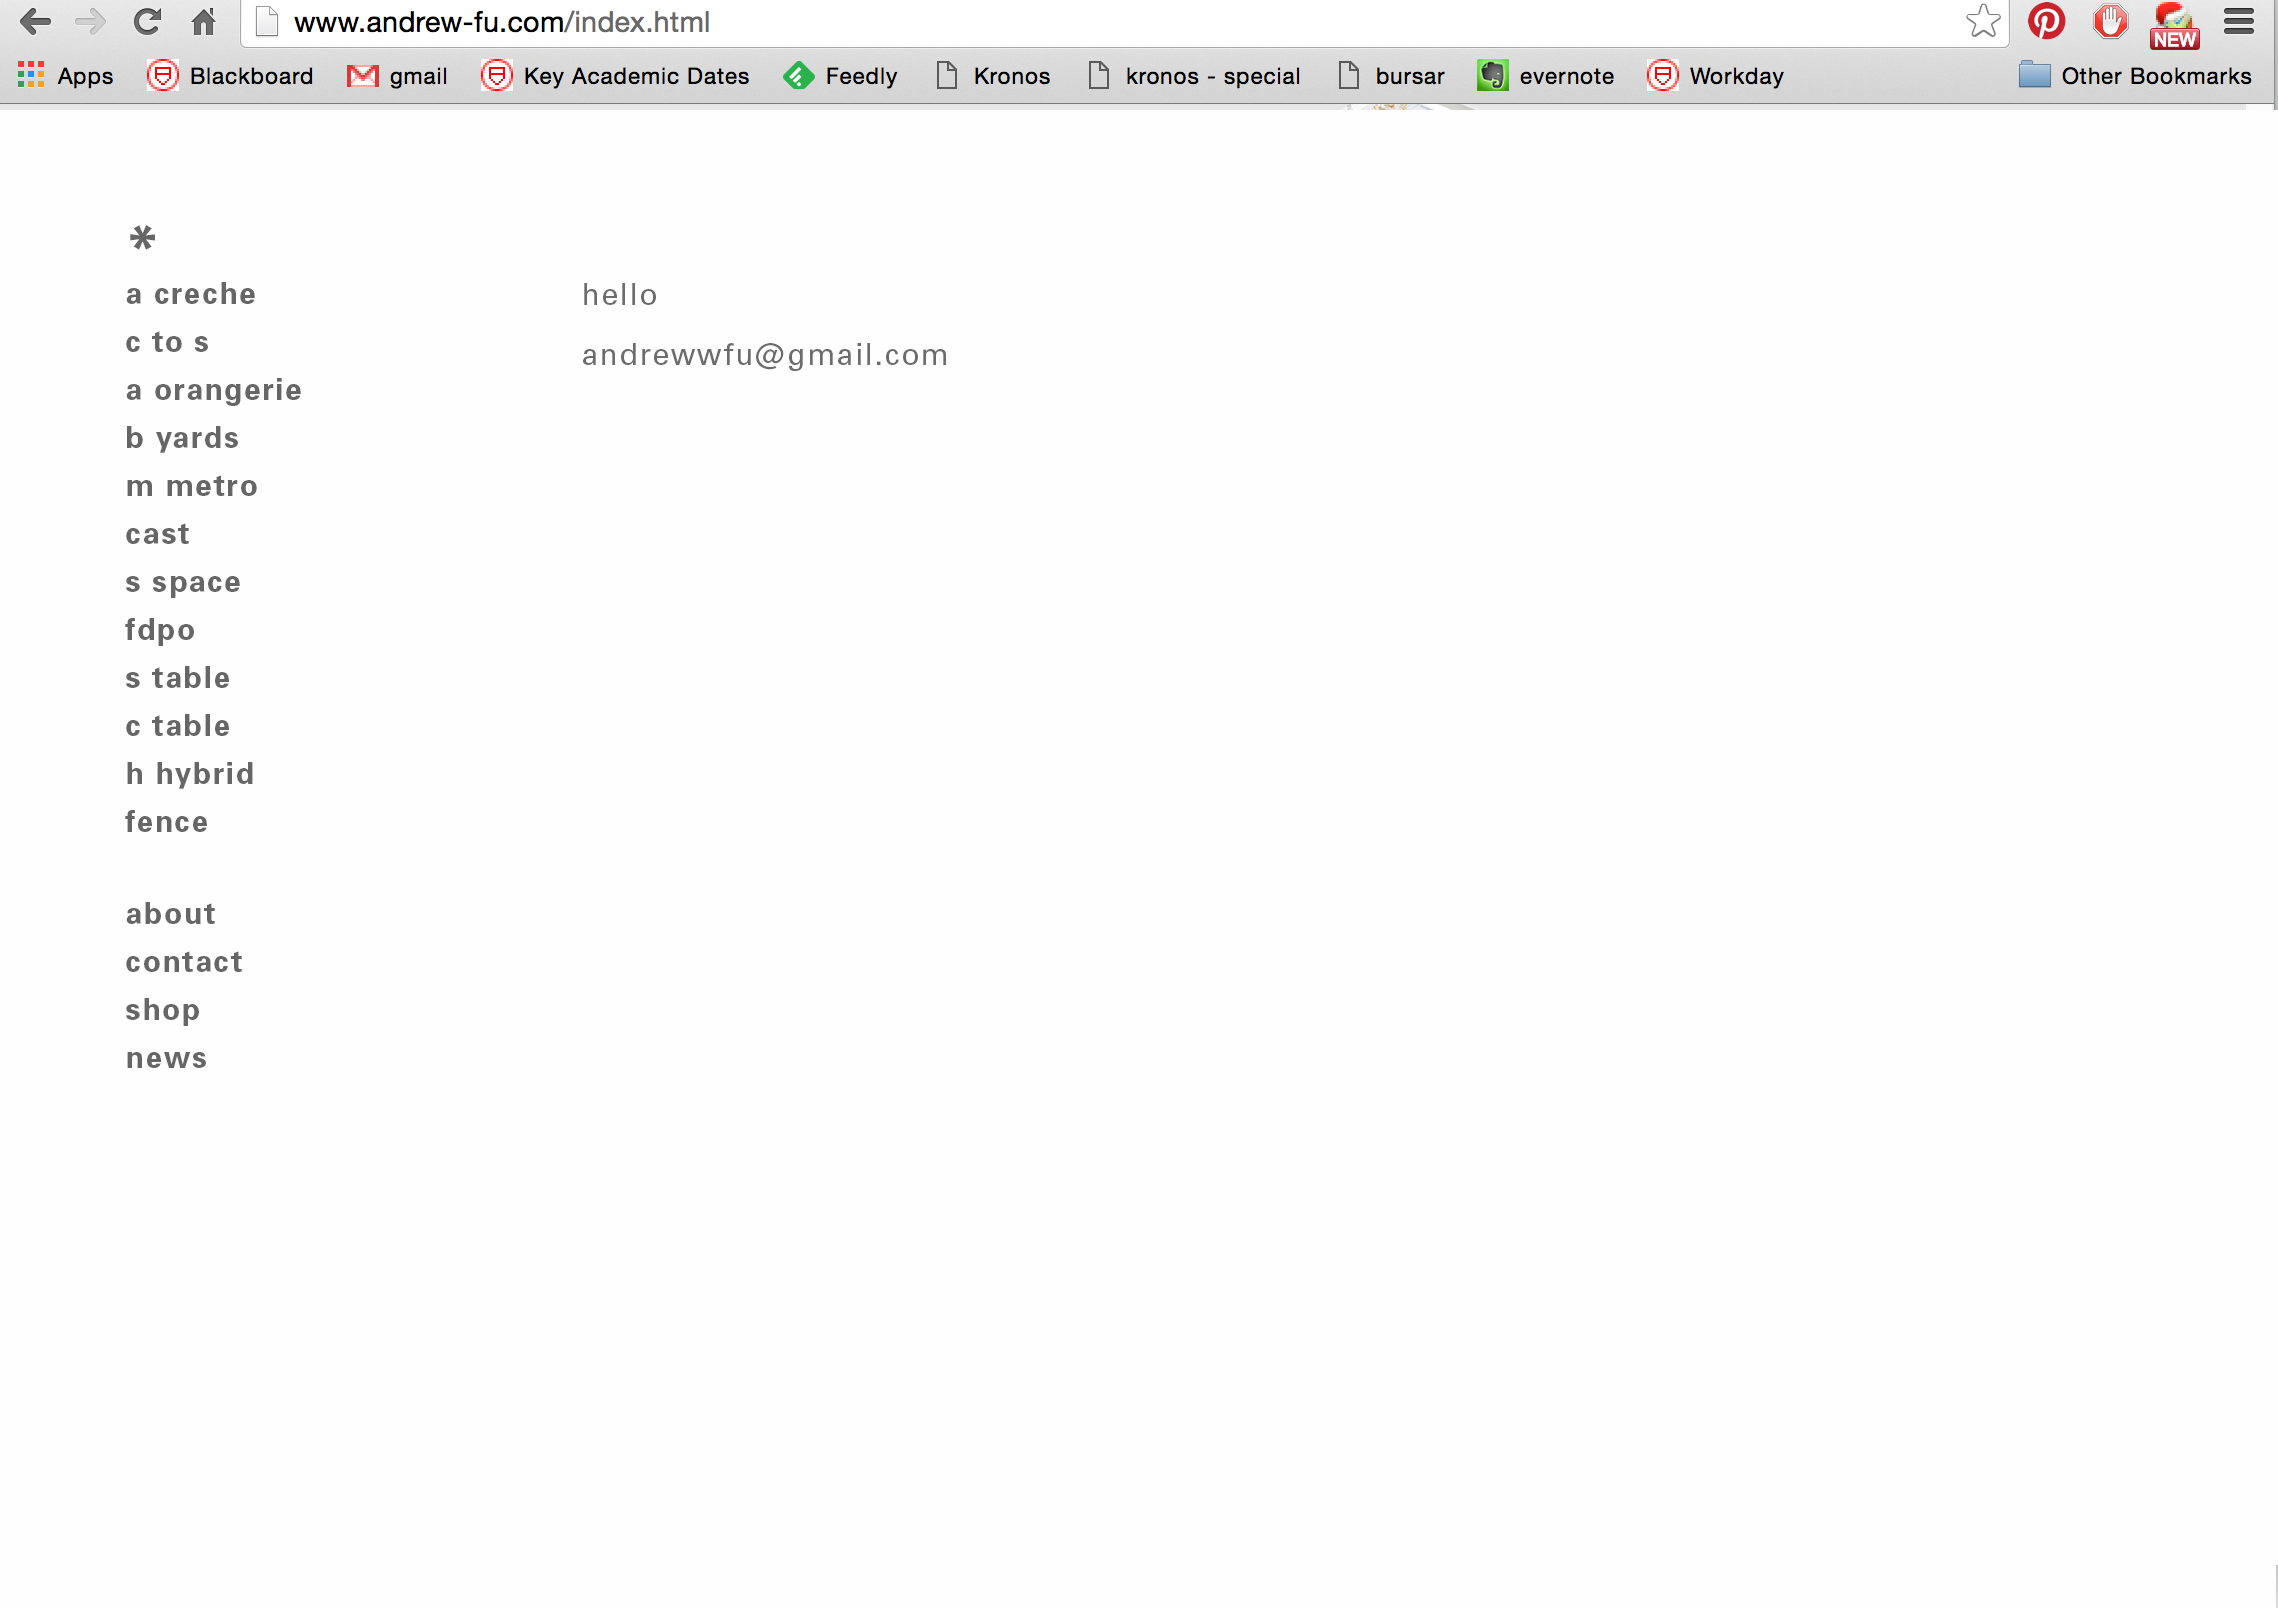 www.andrew-fu.com/index.html
NEW
Apps Blackboard gmail Key Academic Dates Feedly Kronos kronos - special bursar evernote Workday Other Bookmarks
*
a creche
c to s
a orangerie
b yards
m metro
cast
s space
fdpo
s table
c table
h hybrid
fence
about
contact
shop
news
hello
andrewwfu@gmail.com